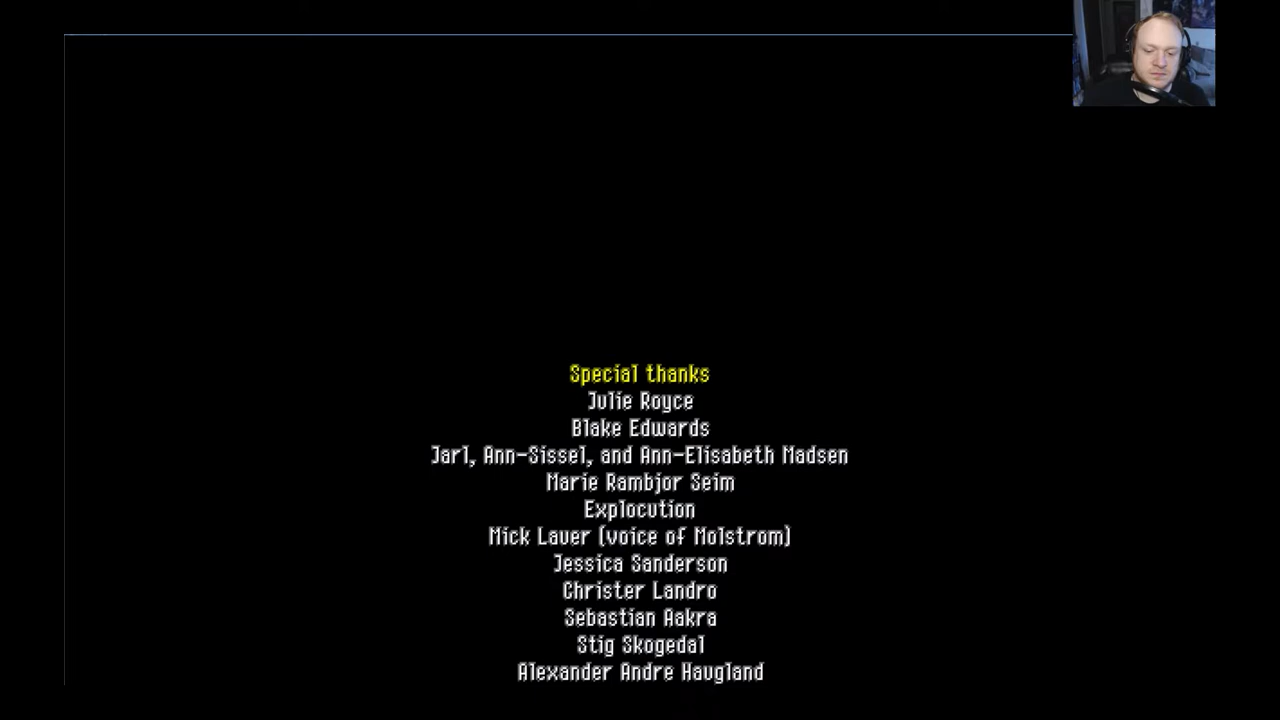 Special thanks
Julie Royce
Blake Edwards
Jarl, Ann-Sissel, and Ann-Elisabeth Madsen
Marie Rambjor Seim
Explocution
Mick Lauer (voice of Molstrom)
Jessica Sanderson
Christer Landro
Sebastian Aakra
Stig Skogedal
Alexander Andre Haugland